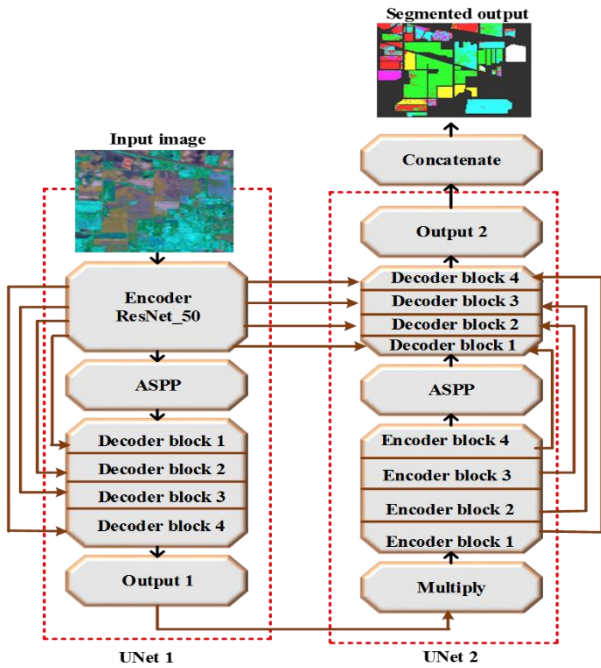 Input image
Encoder
ResNet_50
ASPP
Decoder block 1
Decoder block 2
Decoder block 3
Decoder block 4
Output 1
UNet 1
Segmented output
Concatenate
Output 2
Decoder block 4
Decoder block 3
Decoder block 2
Decoder block 1
ASPP
Encoder block 4
Encoder block 3
Encoder block 2
Encoder block 1
Multiply
UNet 2